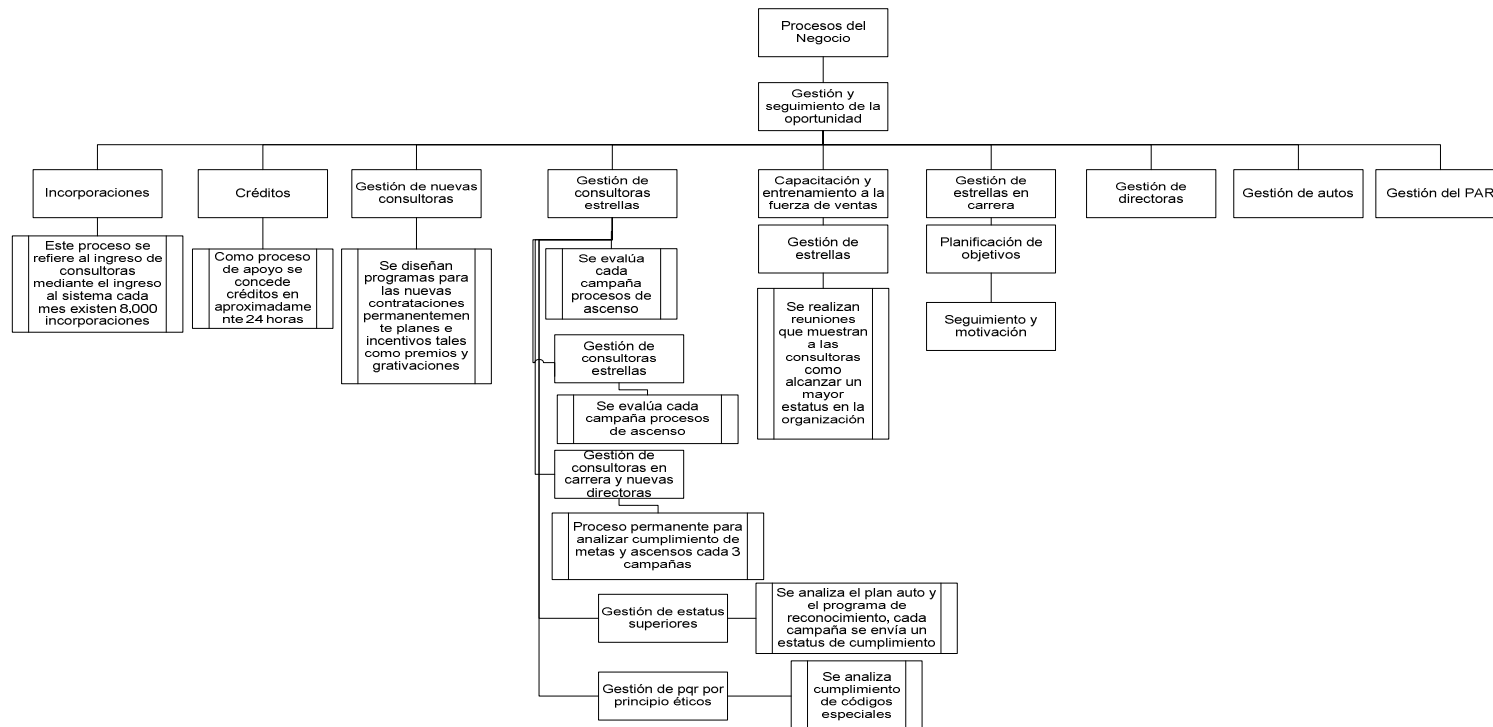 Procesos del
Negocio
Gestión y
seguimiento de la
oportunidad
Incorporaciones
Créditos
Gestión de nuevas
consultoras
Gestión de
consultoras
estrellas
Capacitación y
entrenamiento a la
fuerza de ventas
Gestión de
estrellas en
carrera
Gestión de
directoras
Gestión de autos
Gestión del PAR
Este proceso se
refiere al ingreso de
consultoras
mediante el ingreso
al sistema cada
mes existen 8,000
incorporaciones
Como proceso
de apoyo se
concede
créditos en
aproximadame
nte 24 horas
Se diseñan
programas para
las nuevas
contrataciones
permanentemen
te planes e
incentivos tales
como premios y
grativaciones
Se evalúa
cada
campaña
procesos de
ascenso
Gestión de
estrellas
Planificación de
objetivos
Se realizan
reuniones
que muestran
a las
consultoras
como
alcanzar un
mayor
estatus en la
organización
Seguimiento y
motivación
Gestión de
consultoras
estrellas
Se evalúa cada
campaña procesos
de ascenso
Gestión de
consultoras en
carrera y nuevas
directoras
Proceso permanente para
analizar cumplimiento de
metas y ascensos cada 3
campañas
Gestión de estatus
superiores
Se analiza el plan auto y
el programa de
reconocimiento, cada
campaña se envía un
estatus de cumplimiento
Gestión de pqr por
principio éticos
Se analiza
cumplimiento
de códigos
especiales